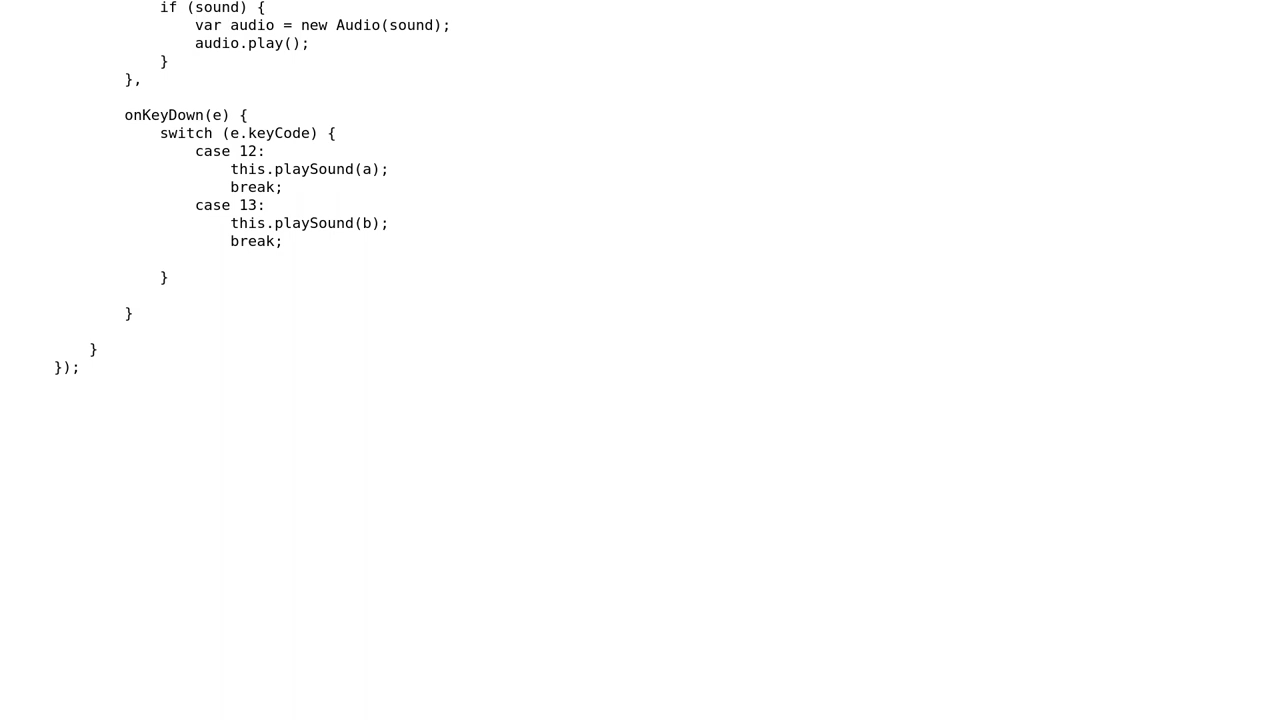 if (sound) {
var audio = new Audio(sound);
audio.play();
}
},
onKeyDown(e) {
switch (e.keyCode) {
case 12:
this.playSound(a);
break;
case 13:
this.playSound(b);
break;
}
}
}
});